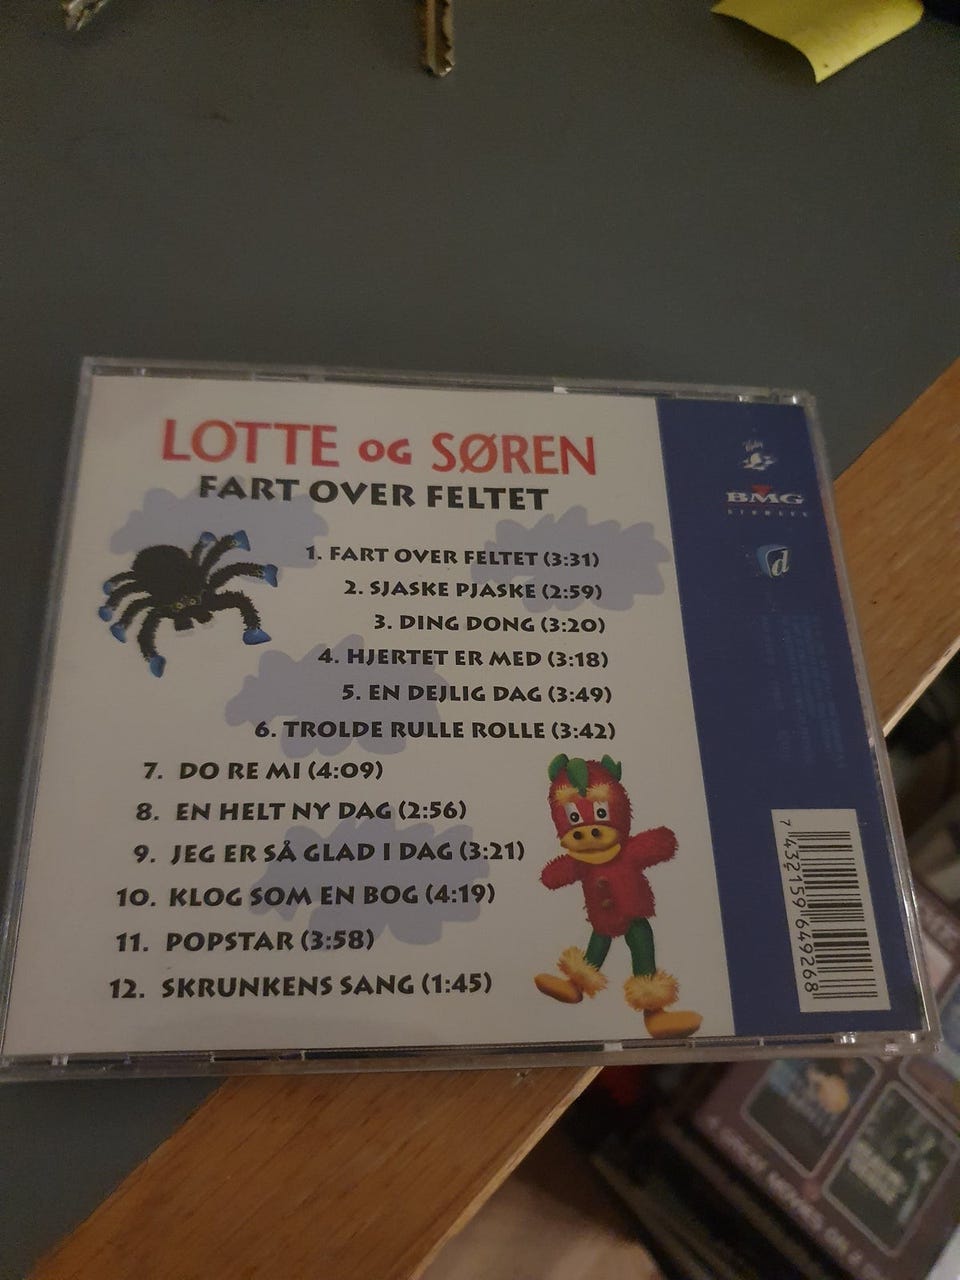 LOTTE OG SØREN
FART OVER FELTET
1. FART OVER FELTET (3:31)
2. SJASKE PJASKE (2:59)
3. DING DONG (3:20)
4. HJERTET ER MED (3:18)
5. EN DEJLIG DAG (3:49)
6. TROLDE RULLE ROLLE (3:42)
7. DO RE MI (4:09)
8. EN HELT NY DAG (2:56)
9. JEG ER SÅ GLAD I DAG (3:21)
10. KLOG SOM EN BOG (4:19)
11. POPSTAR (3:58)
12. SKRUNKENS SANG (1:45)
BMG
d
7 43215 96492 68
MOVIES ON